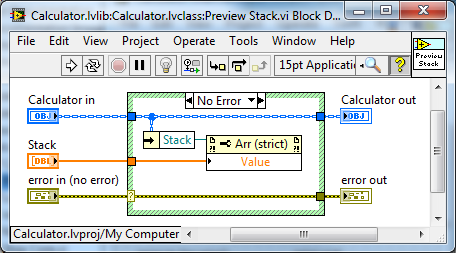 Calculator.lvlib:Calculator.lvclass:Preview Stack.vi Block D...
File Edit View Project Operate Tools Window Help
Preview
Stack
15pt Applicatio
?
Calculator in
No Error
Calculator out
OBJ
OBJ
Stack
Stack
Arr (strict)
DBL
Value
error in (no error)
error out
?
Calculator.lvproj/My Computer